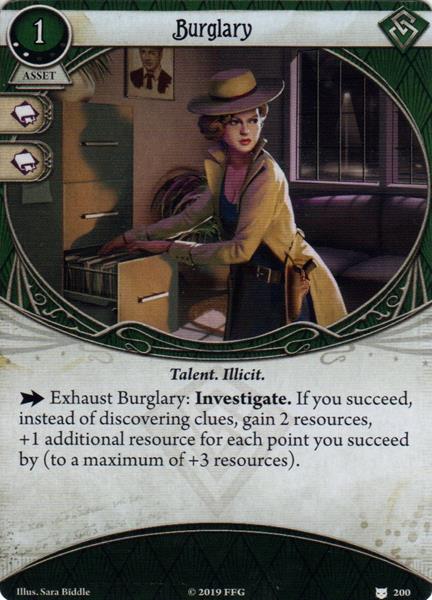 1
Burglary
ASSET
Talent. Illicit.
Exhaust Burglary: Investigate. If you succeed,
instead of discovering clues, gain 2 resources,
+1 additional resource for each point you succeed
by (to a maximum of +3 resources).
Illus. Sara Biddle © 2019 FFG 200